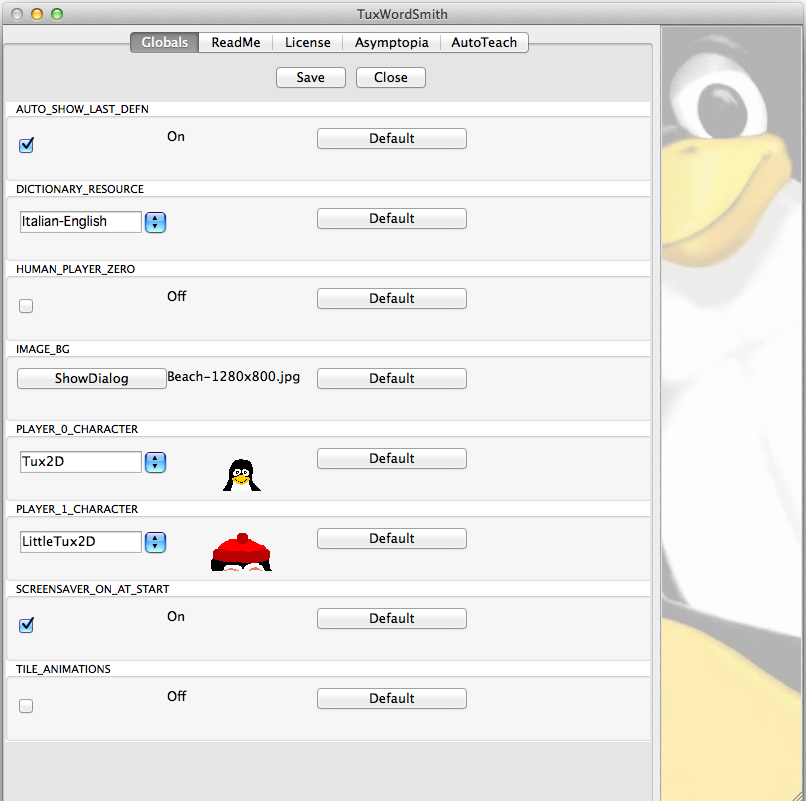 TuxWordSmith
Globals ReadMe License Asymptopia AutoTeach
Save Close
AUTO_SHOW_LAST_DEFN
On Default
DICTIONARY_RESOURCE
Italian-English Default
HUMAN_PLAYER_ZERO
Off Default
IMAGE_BG
ShowDialog Beach-1280x800.jpg Default
PLAYER_0_CHARACTER
Tux2D Default
PLAYER_1_CHARACTER
LittleTux2D Default
SCREENSAVER_ON_AT_START
On Default
TILE_ANIMATIONS
Off Default